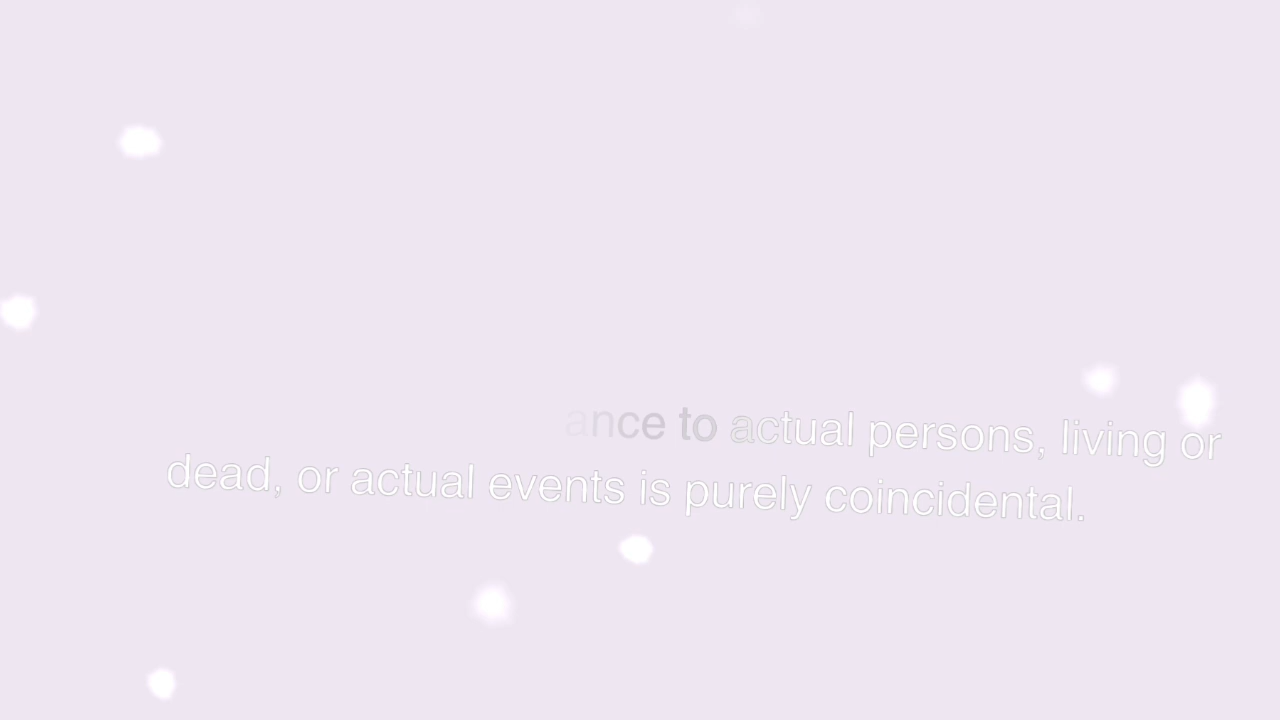 ance to actual persons, living or
dead, or actual events is purely coincidental.